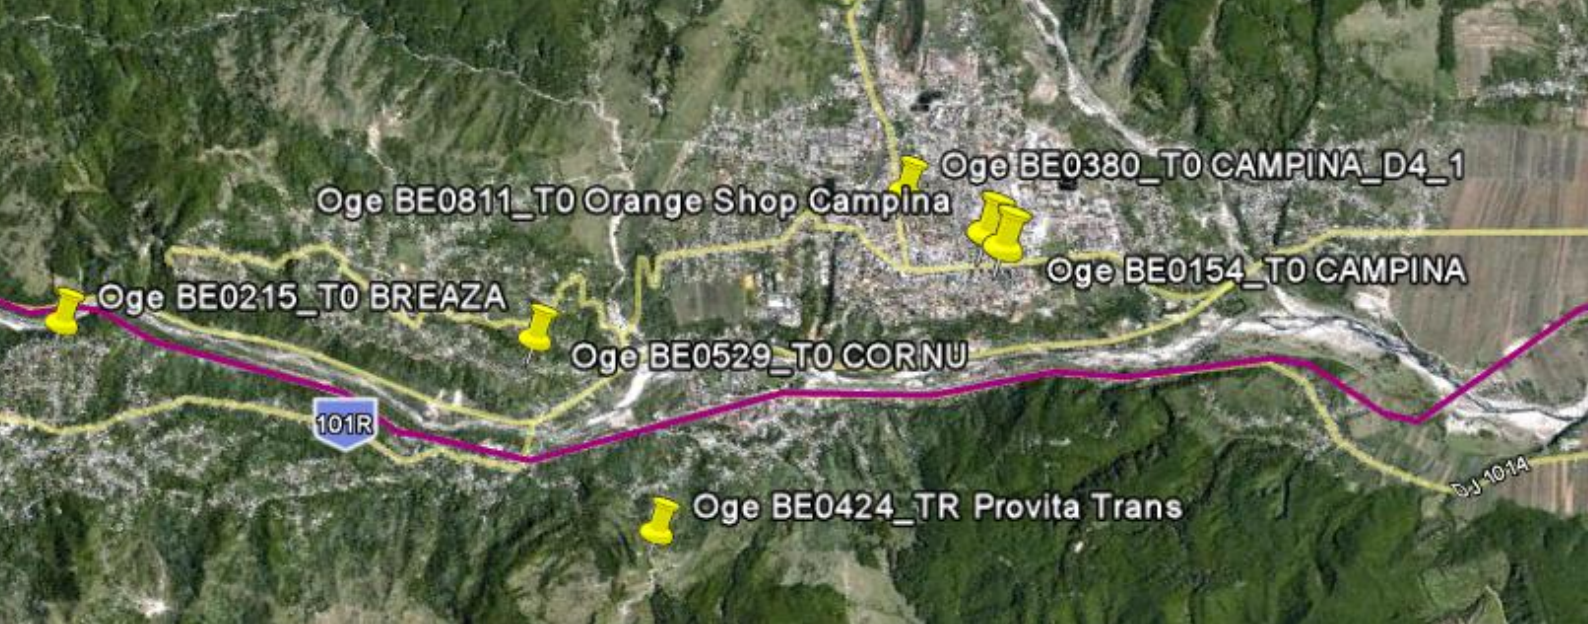 Oge BE0380_T0 CAMPINA_D4_1
Oge BE0811_T0 Orange Shop Campina
Oge BE0154_T0 CAMPINA
Oge BE0215_T0 BREAZA
Oge BE0529_T0 CORNU
101R
DJ 1014
Oge BE0424_TR Provita Trans